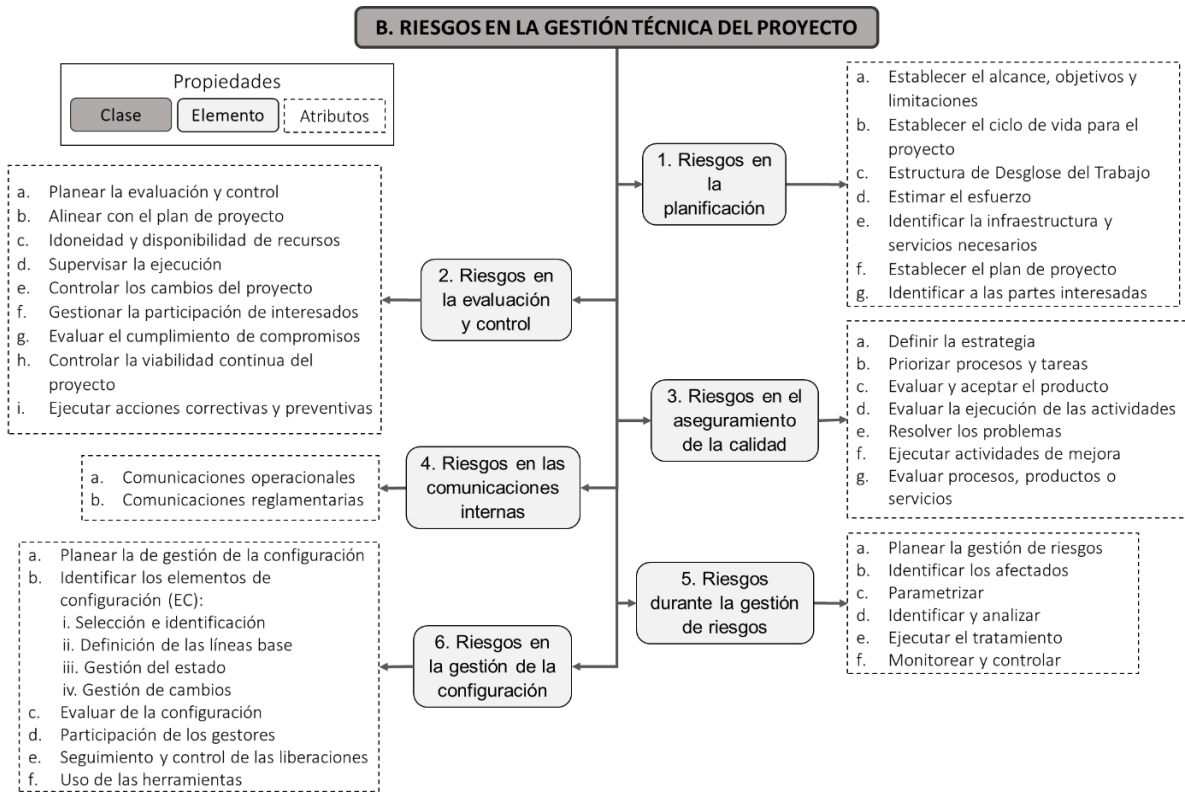 B. RIESGOS EN LA GESTIÓN TÉCNICA DEL PROYECTO
Propiedades
Clase
Elemento
Atributos
1. Riesgos en
la
planificación
a. Establecer el alcance, objetivos y
limitaciones
b. Establecer el ciclo de vida para el
proyecto
c. Estructura de Desglose del Trabajo
d. Estimar el esfuerzo
e. Identificar la infraestructura y
servicios necesarios
f. Establecer el plan de proyecto
g. Identificar a las partes interesadas
2. Riesgos en
la evaluación
y control
a. Planear la evaluación y control
b. Alinear con el plan de proyecto
c. Idoneidad y disponibilidad de recursos
d. Supervisar la ejecución
e. Controlar los cambios del proyecto
f. Gestionar la participación de interesados
g. Evaluar el cumplimiento de compromisos
h. Controlar la viabilidad continua del
proyecto
i. Ejecutar acciones correctivas y preventivas
3. Riesgos en el
aseguramiento
de la calidad
a. Definir la estrategia
b. Priorizar procesos y tareas
c. Evaluar y aceptar el producto
d. Evaluar la ejecución de las actividades
e. Resolver los problemas
f. Ejecutar actividades de mejora
g. Evaluar procesos, productos o
servicios
4. Riesgos en las
comunicaciones
internas
a. Comunicaciones operacionales
b. Comunicaciones reglamentarias
5. Riesgos
durante la gestión
de riesgos
a. Planear la gestión de riesgos
b. Identificar los afectados
c. Parametrizar
d. Identificar y analizar
e. Ejecutar el tratamiento
f. Monitorear y controlar
6. Riesgos en
la gestión de la
configuración
a. Planear la de gestión de la configuración
b. Identificar los elementos de
configuración (EC):
i. Selección e identificación
ii. Definición de las líneas base
iii. Gestión del estado
iv. Gestión de cambios
c. Evaluar de la configuración
d. Participación de los gestores
e. Seguimiento y control de las liberaciones
f. Uso de las herramientas